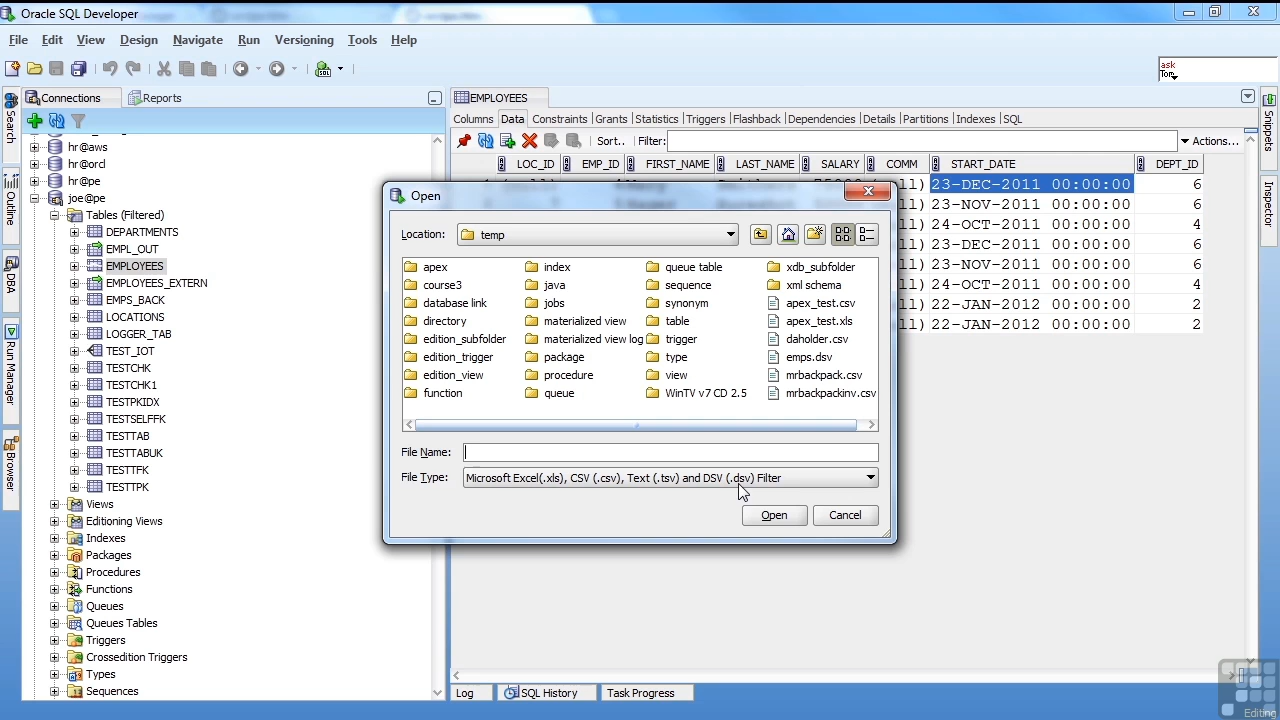 Oracle SQL Developer
File Edit View Design Navigate Run Versioning Tools Help
ask
Tom
Search
Outline
DBA
Run Manager
Browser
Connections
Reports
hr@aws
hr@orcl
hr@pe
joe@pe
Tables (Filtered)
DEPARTMENTS
EMPL_OUT
EMPLOYEES
EMPLOYEES_EXTERN
EMPS_BACK
LOCATIONS
LOGGER_TAB
TEST_IOT
TESTCHK
TESTCHK1
TESTPKIDX
TESTSELFFK
TESTTAB
TESTTABUK
TESTTFK
TESTTPK
Views
Editioning Views
Indexes
Packages
Procedures
Functions
Queues
Queues Tables
Triggers
Crossedition Triggers
Types
Sequences
EMPLOYEES
Columns Data Constraints Grants Statistics Triggers Flashback Dependencies Details Partitions Indexes SQL
Sort.. Filter: Actions...
LOC_ID EMP_ID FIRST_NAME LAST_NAME SALARY COMM START_DATE DEPT_ID
ll) 23-DEC-2011 00:00:00 6
ll) 23-NOV-2011 00:00:00 6
ll) 24-OCT-2011 00:00:00 4
ll) 23-DEC-2011 00:00:00 6
ll) 23-NOV-2011 00:00:00 6
ll) 24-OCT-2011 00:00:00 4
ll) 22-JAN-2012 00:00:00 2
ll) 22-JAN-2012 00:00:00 2
Open
Location: temp
apex index queue table xdb_subfolder
course3 java sequence xml schema
database link jobs synonym apex_test.csv
directory materialized view table apex_test.xls
edition_subfolder materialized view log trigger daholder.csv
edition_trigger package type emps.dsv
edition_view procedure view mrbackpack.csv
function queue WinTV v7 CD 2.5 mrbackpackinv.csv
File Name:
File Type: Microsoft Excel(.xls), CSV (.csv), Text (.tsv) and DSV (.dsv) Filter
Open Cancel
Log SQL History Task Progress
Snippets
Inspector
Editing